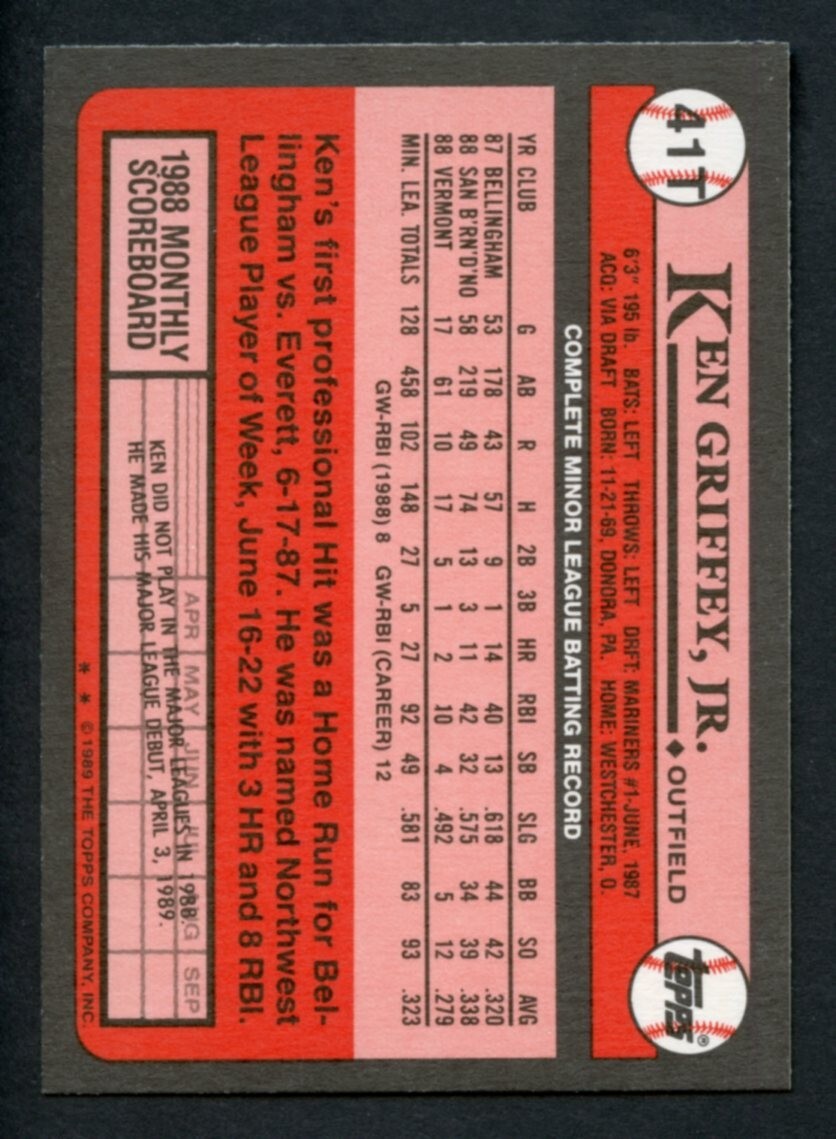 41T
KEN GRIFFEY, JR. ◆ OUTFIELD
topps®
6'3" 195 lb. BATS: LEFT THROWS: LEFT DRFT: MARINERS #1-JUNE, 1987
ACQ: VIA DRAFT BORN: 11-21-69, DONORA, PA. HOME: WESTCHESTER, O.
COMPLETE MINOR LEAGUE BATTING RECORD
YR CLUB G AB R H 2B 3B HR RBI SB SLG BB SO AVG
87 BELLINGHAM 53 178 43 57 9 1 14 40 13 .618 44 42 .320
88 SAN B'RN'D'NO 58 219 49 74 13 3 11 42 32 .575 34 39 .338
88 VERMONT 17 61 10 17 5 1 2 10 4 .492 5 12 .279
MIN. LEA. TOTALS 128 458 102 148 27 5 27 92 49 .581 83 93 .323
GW-RBI (1988) 8 GW-RBI (CAREER) 12
Ken's first professional Hit was a Home Run for Bel-
lingham vs. Everett, 6-17-87. He was named Northwest
League Player of Week, June 16-22 with 3 HR and 8 RBI.
1988 MONTHLY
SCOREBOARD
APR MAY JUN JUL AUG SEP
KEN DID NOT PLAY IN THE MAJOR LEAGUES IN 1988.
HE MADE HIS MAJOR LEAGUE DEBUT, APRIL 3, 1989.
* * ©1989 THE TOPPS COMPANY, INC.